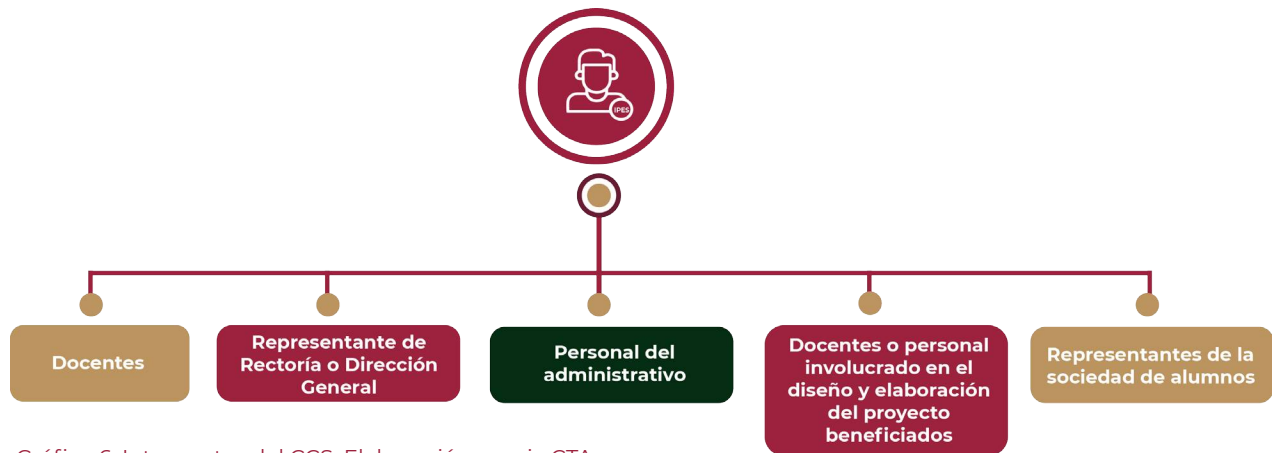 IPES
Docentes
Representante de
Rectoría o Dirección
General
Personal del
administrativo
Docentes o personal
involucrado en el
diseño y elaboración
del proyecto
beneficiados
Representantes de la
sociedad de alumnos